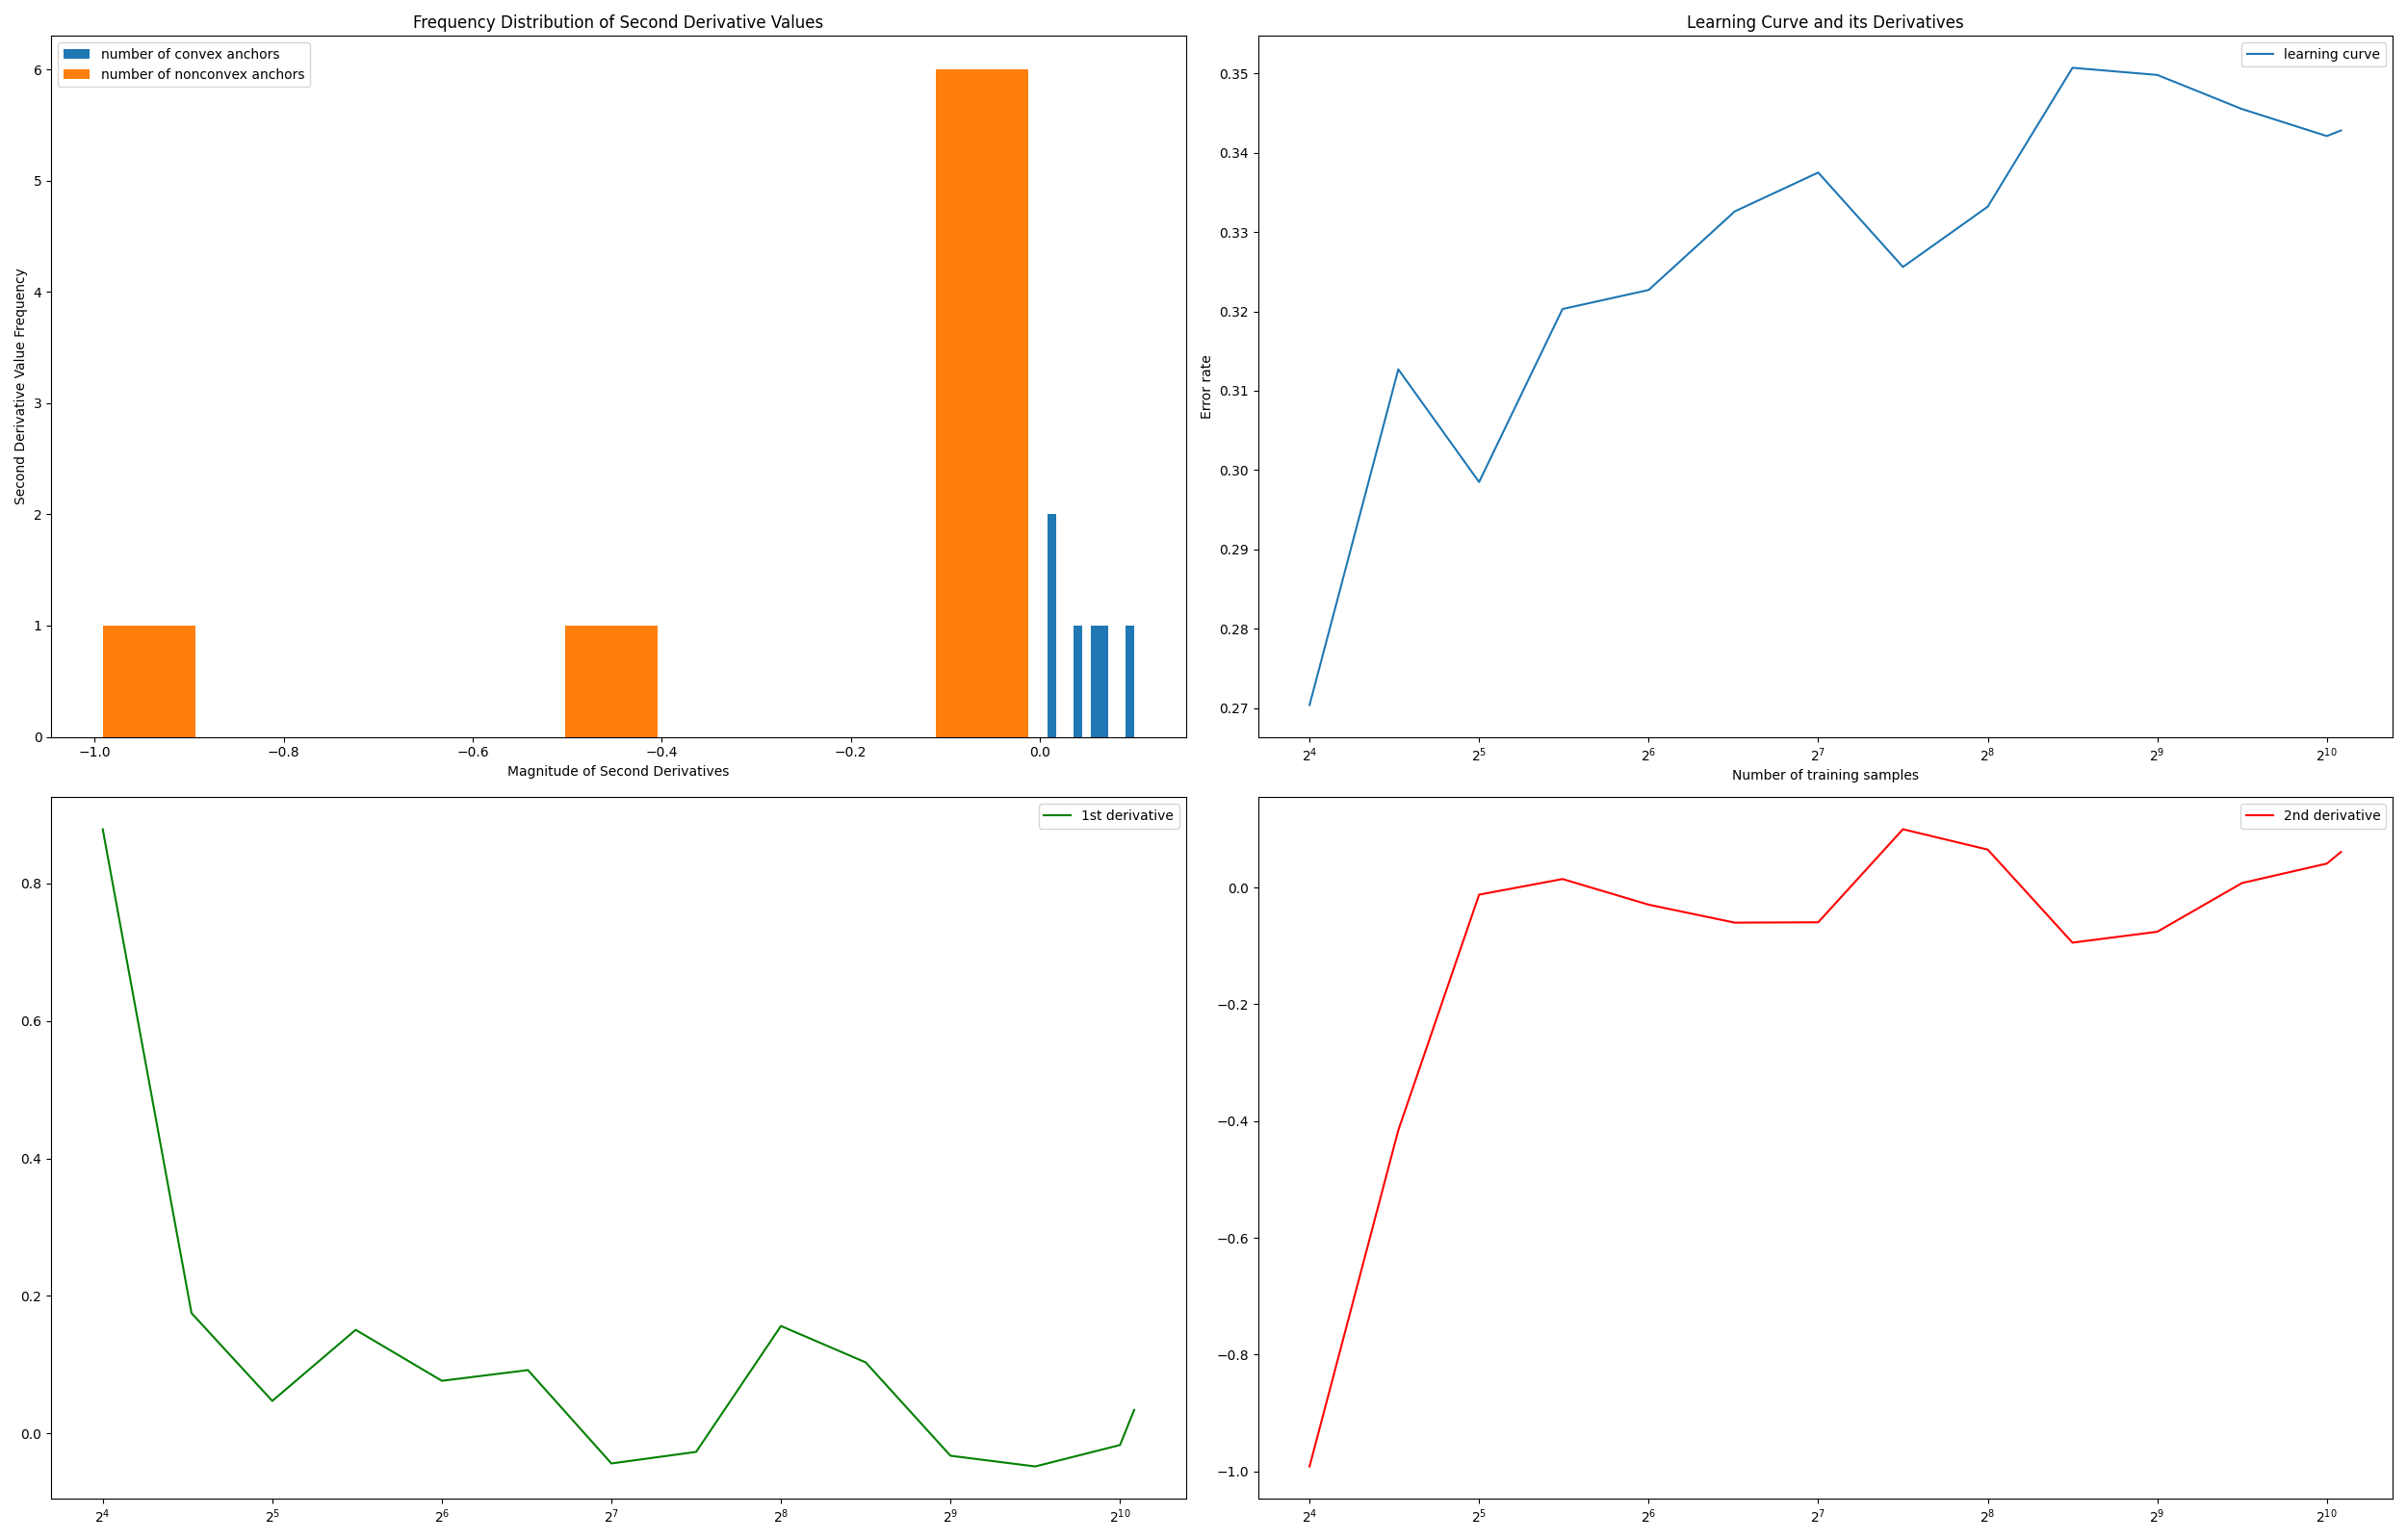 Frequency Distribution of Second Derivative Values
number of convex anchors
number of nonconvex anchors
Second Derivative Value Frequency
6
5
4
3
2
1
0
−1.0 −0.8 −0.6 −0.4 −0.2 0.0
Magnitude of Second Derivatives
Learning Curve and its Derivatives
learning curve
Error rate
0.35
0.34
0.33
0.32
0.31
0.30
0.29
0.28
0.27
2⁴ 2⁵ 2⁶ 2⁷ 2⁸ 2⁹ 2¹⁰
Number of training samples
1st derivative
0.8
0.6
0.4
0.2
0.0
2⁴ 2⁵ 2⁶ 2⁷ 2⁸ 2⁹ 2¹⁰
2nd derivative
0.0
−0.2
−0.4
−0.6
−0.8
−1.0
2⁴ 2⁵ 2⁶ 2⁷ 2⁸ 2⁹ 2¹⁰